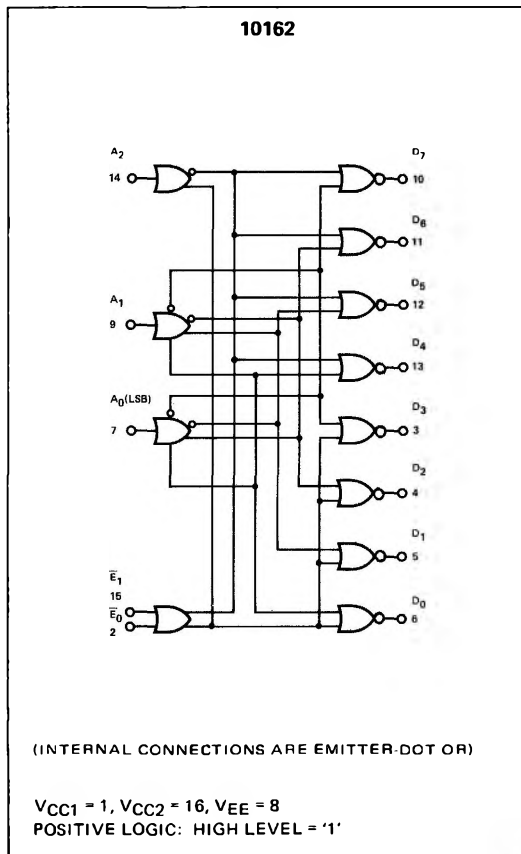 10162
A2
14
D7
10
D6
11
A1
9
D5
12
D4
13
A0(LSB)
7
D3
3
D2
4
D1
5
E̅1
15
E̅0
2
D0
6
(INTERNAL CONNECTIONS ARE EMITTER-DOT OR)
VCC1 = 1, VCC2 = 16, VEE = 8
POSITIVE LOGIC: HIGH LEVEL = '1'